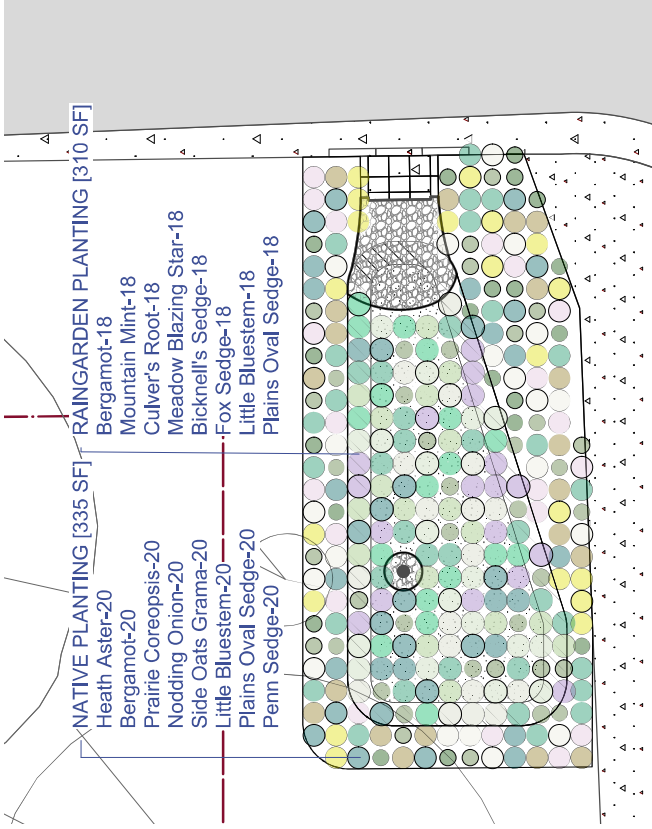 RAINGARDEN PLANTING [310 SF]
Bergamot-18
Mountain Mint-18
Culver's Root-18
Meadow Blazing Star-18
Bicknell's Sedge-18
Fox Sedge-18
Little Bluestem-18
Plains Oval Sedge-18
NATIVE PLANTING [335 SF]
Heath Aster-20
Bergamot-20
Prairie Coreopsis-20
Nodding Onion-20
Side Oats Grama-20
Little Bluestem-20
Plains Oval Sedge-20
Penn Sedge-20